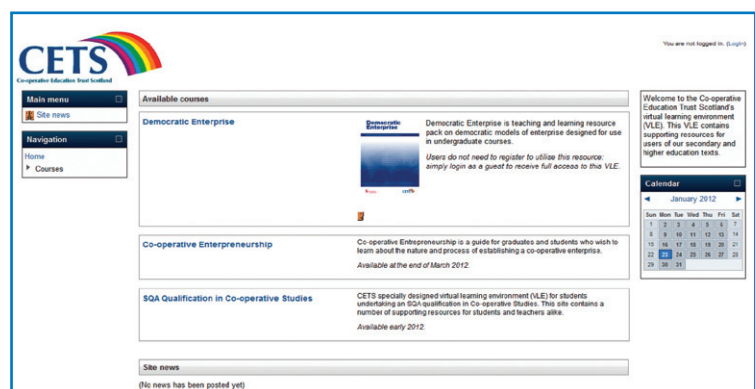 CETS
Co-operative Education Trust Scotland
You are not logged in. (Login)
Main menu
Site news
Navigation
Home
Courses
Available courses
Democratic Enterprise
Democratic
Enterprise
Democratic Enterprise is teaching and learning resource
pack on democratic models of enterprise designed for use
in undergraduate courses.
Users do not need to register to utilise this resource:
simply login as a guest to receive full access to this VLE.
Co-operative Enterpreneurship
Co-operative Entrepreneurship is a guide for graduates and students who wish to
learn about the nature and process of establishing a co-operative enterprise.
Available at the end of March 2012.
SQA Qualification in Co-operative Studies
CETS specially designed virtual learning environment (VLE) for students
undertaking an SQA qualification in Co-operative Studies. This site contains a
number of supporting resources for students and teachers alike.
Available early 2012.
Site news
(No news has been posted yet)
Welcome to the Co-operative
Education Trust Scotland's
virtual learning environment
(VLE). This VLE contains
supporting resources for
users of our secondary and
higher education texts.
Calendar
January 2012
Sun Mon Tue Wed Thu Fri Sat
1 2 3 4 5 6 7
8 9 10 11 12 13 14
15 16 17 18 19 20 21
22 23 24 25 26 27 28
29 30 31